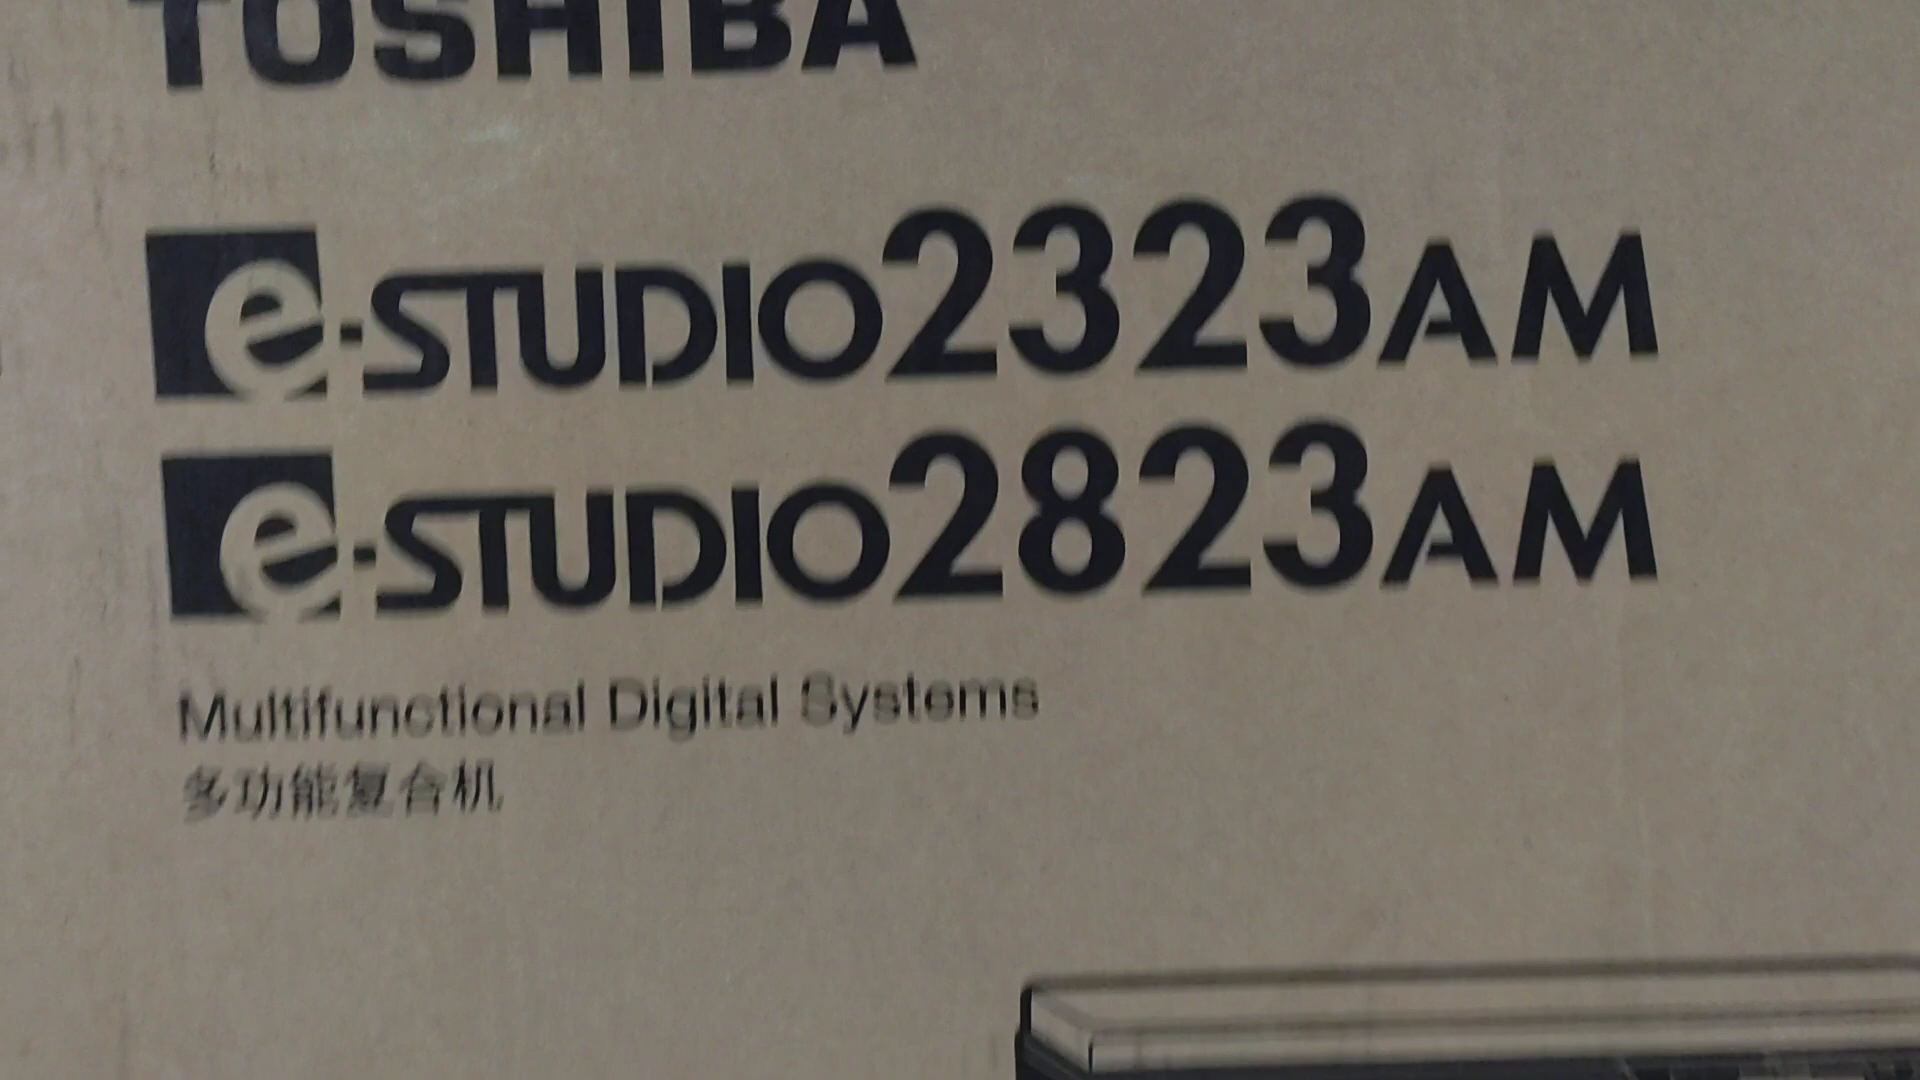 TOSHIBA
e-STUDIO2323AM
e-STUDIO2823AM
Multifunctional Digital Systems
多功能复合机